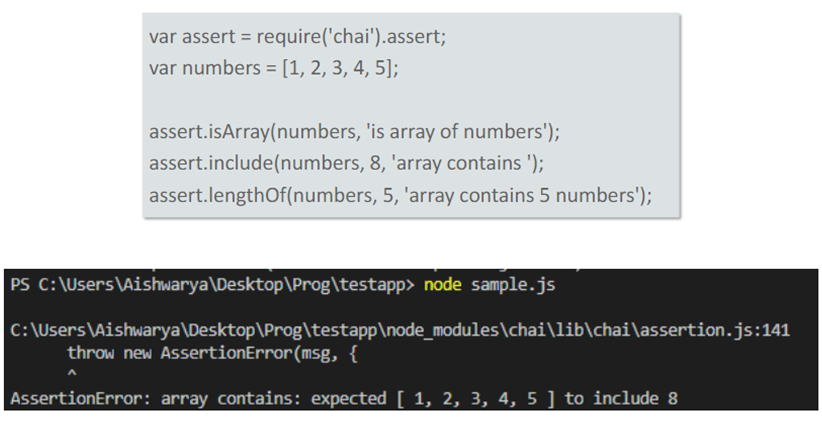 var assert = require('chai').assert;
var numbers = [1, 2, 3, 4, 5];
assert.isArray(numbers, 'is array of numbers');
assert.include(numbers, 8, 'array contains ');
assert.lengthOf(numbers, 5, 'array contains 5 numbers');
PS C:\Users\Aishwarya\Desktop\Prog\testapp> node sample.js
C:\Users\Aishwarya\Desktop\Prog\testapp\node_modules\chai\lib\chai\assertion.js:141
throw new AssertionError(msg, {
^
AssertionError: array contains: expected [ 1, 2, 3, 4, 5 ] to include 8